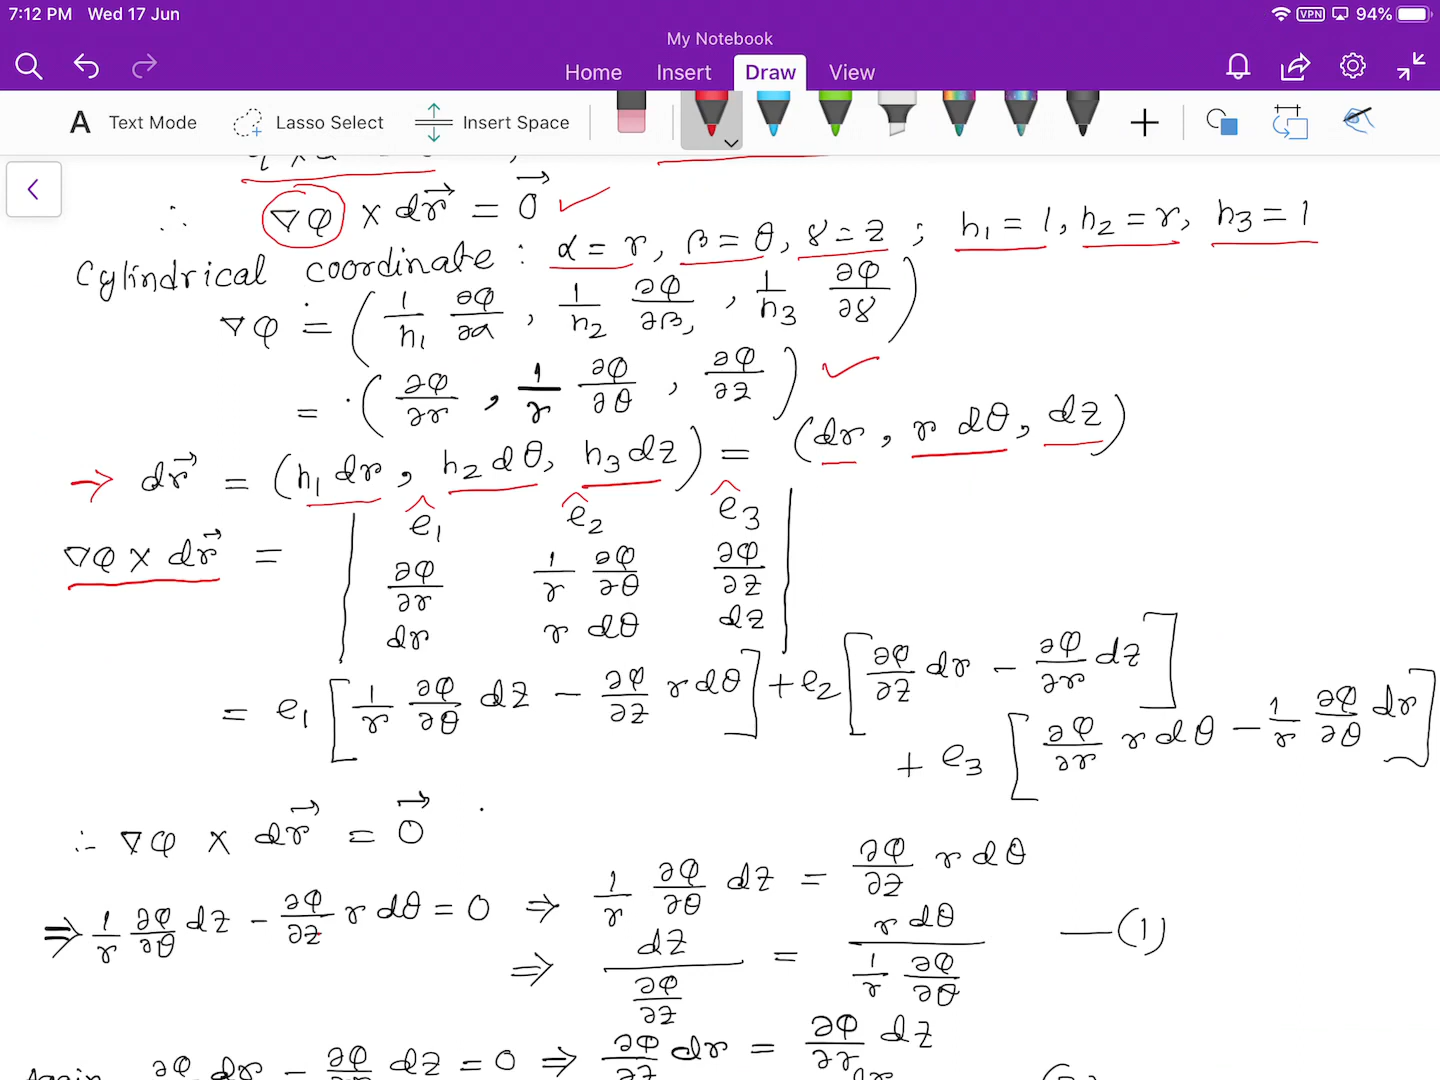 7:12 PM Wed 17 Jun VPN 94%
My Notebook
Home Insert Draw View
A Text Mode Lasso Select Insert Space
∴ ∇φ × dr⃗ = 0⃗ ✓
Cylindrical coordinate : α = r, β = θ, γ = z ; h₁ = 1, h₂ = r, h₃ = 1
∇φ = (1/h₁ ∂φ/∂α, 1/h₂ ∂φ/∂β, 1/h₃ ∂φ/∂γ)
= (∂φ/∂r, 1/r ∂φ/∂θ, ∂φ/∂z) ✓
→ dr⃗ = (h₁ dr, h₂ dθ, h₃ dz) = (dr, r dθ, dz)
∇φ × dr⃗ = | ê₁ ê₂ ê₃
∂φ/∂r 1/r ∂φ/∂θ ∂φ/∂z
dr r dθ dz |
= e₁ [1/r ∂φ/∂θ dz − ∂φ/∂z r dθ] + e₂ [∂φ/∂z dr − ∂φ/∂r dz]
+ e₃ [∂φ/∂r r dθ − 1/r ∂φ/∂θ dr]
∴ ∇φ × dr⃗ = 0⃗
⇒ 1/r ∂φ/∂θ dz − ∂φ/∂z r dθ = 0 ⇒ 1/r ∂φ/∂θ dz = ∂φ/∂z r dθ
⇒ dz / (∂φ/∂z) = r dθ / (1/r ∂φ/∂θ) —(1)
Again ∂φ/∂z dr − ∂φ/∂r dz = 0 ⇒ ∂φ/∂z dr = ∂φ/∂r dz